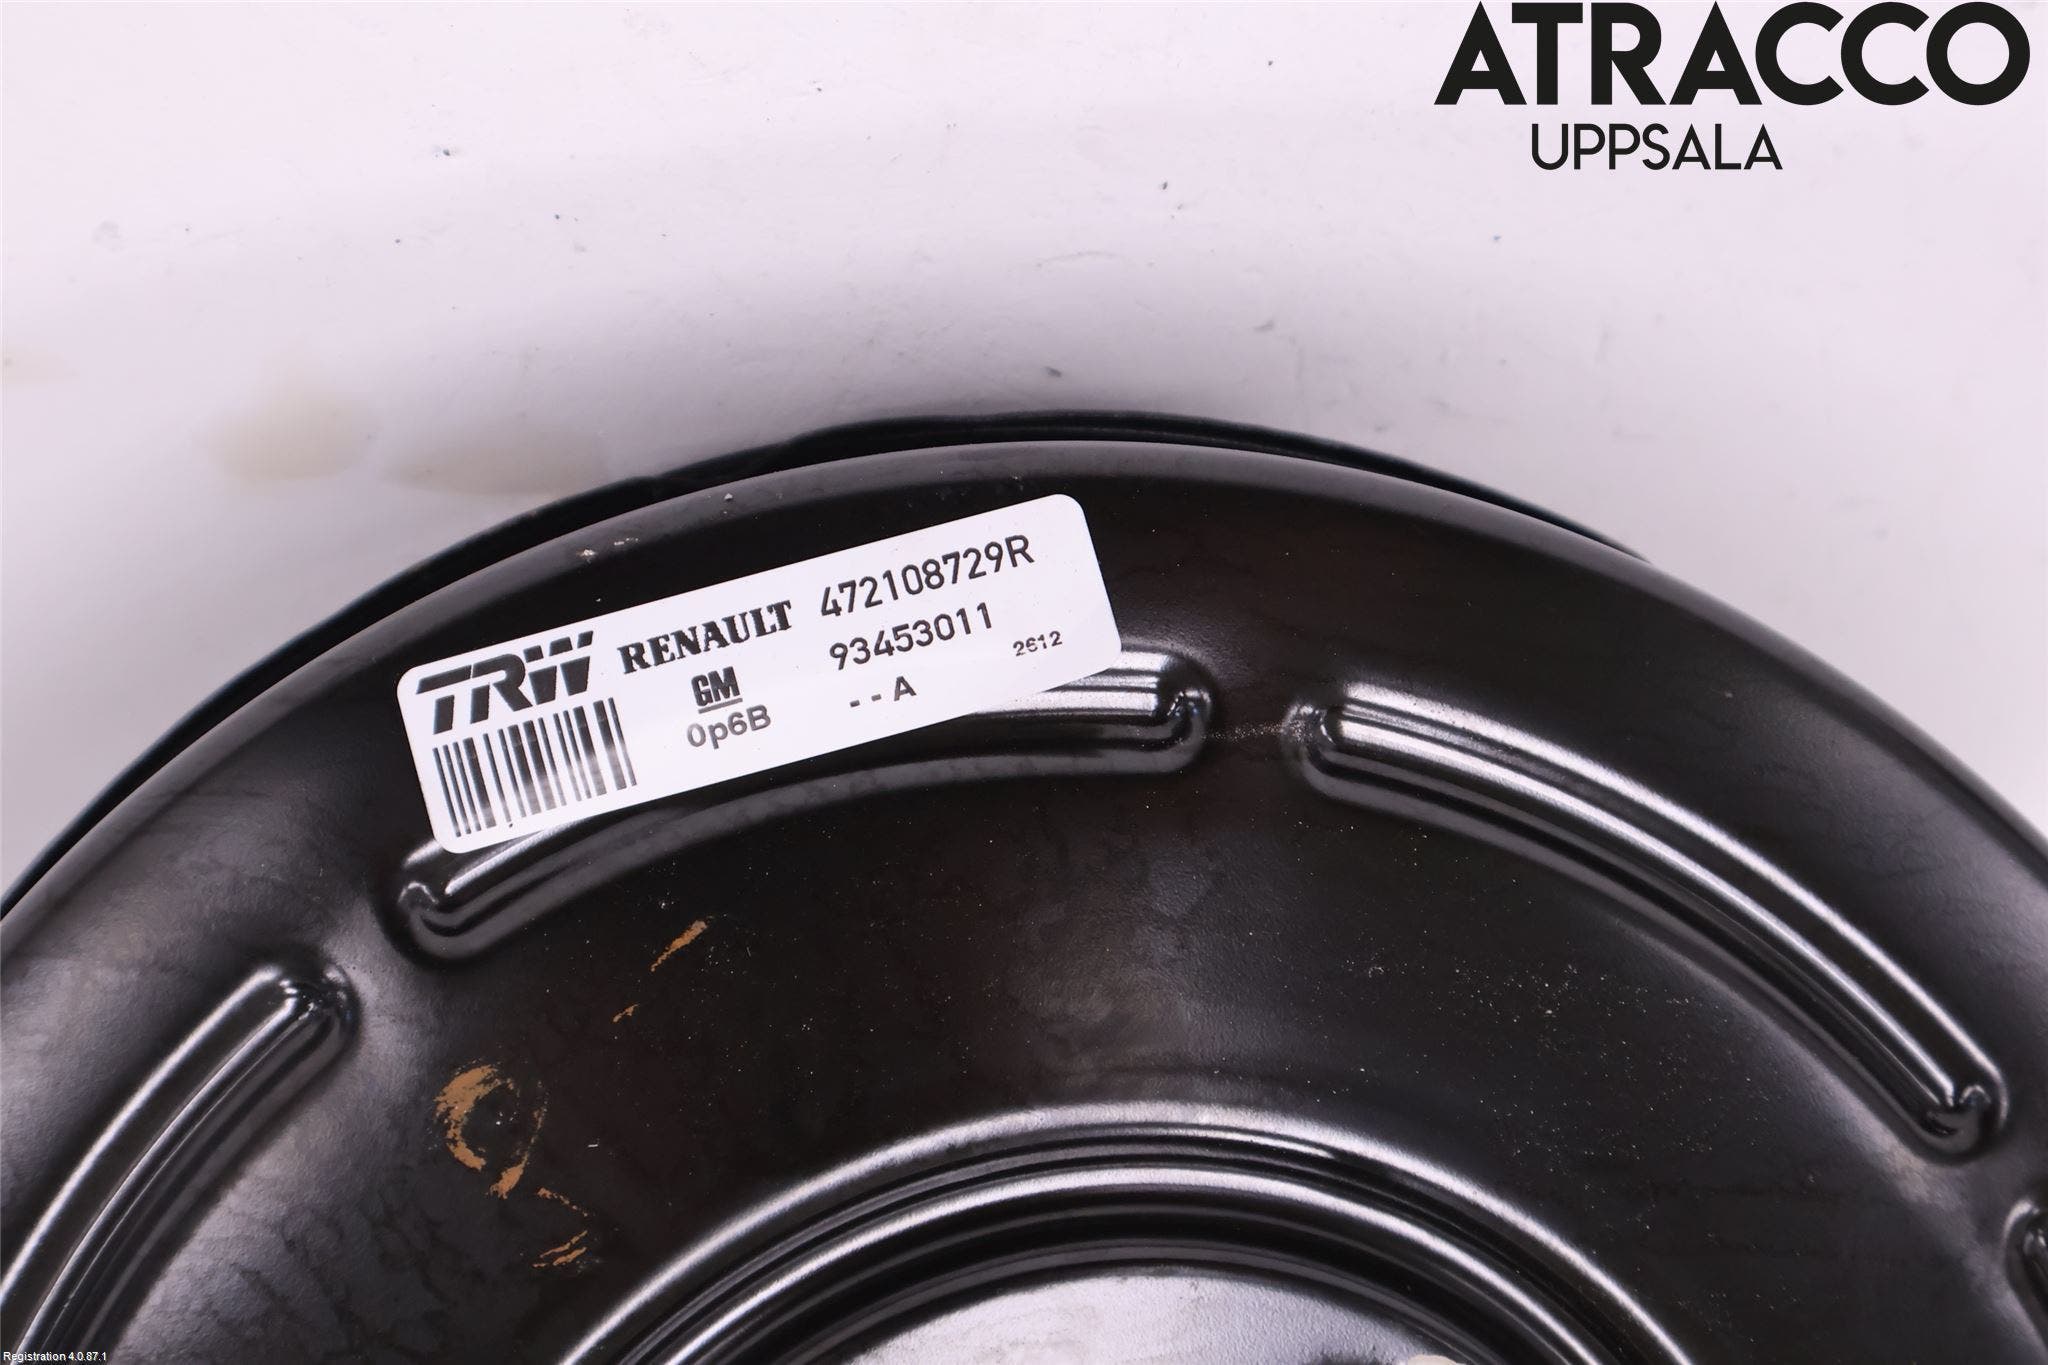 ATRACCO
UPPSALA
TRW RENAULT 472108729R
GM 93453011 2612
0p6B --A
Registration 4.0.87.1